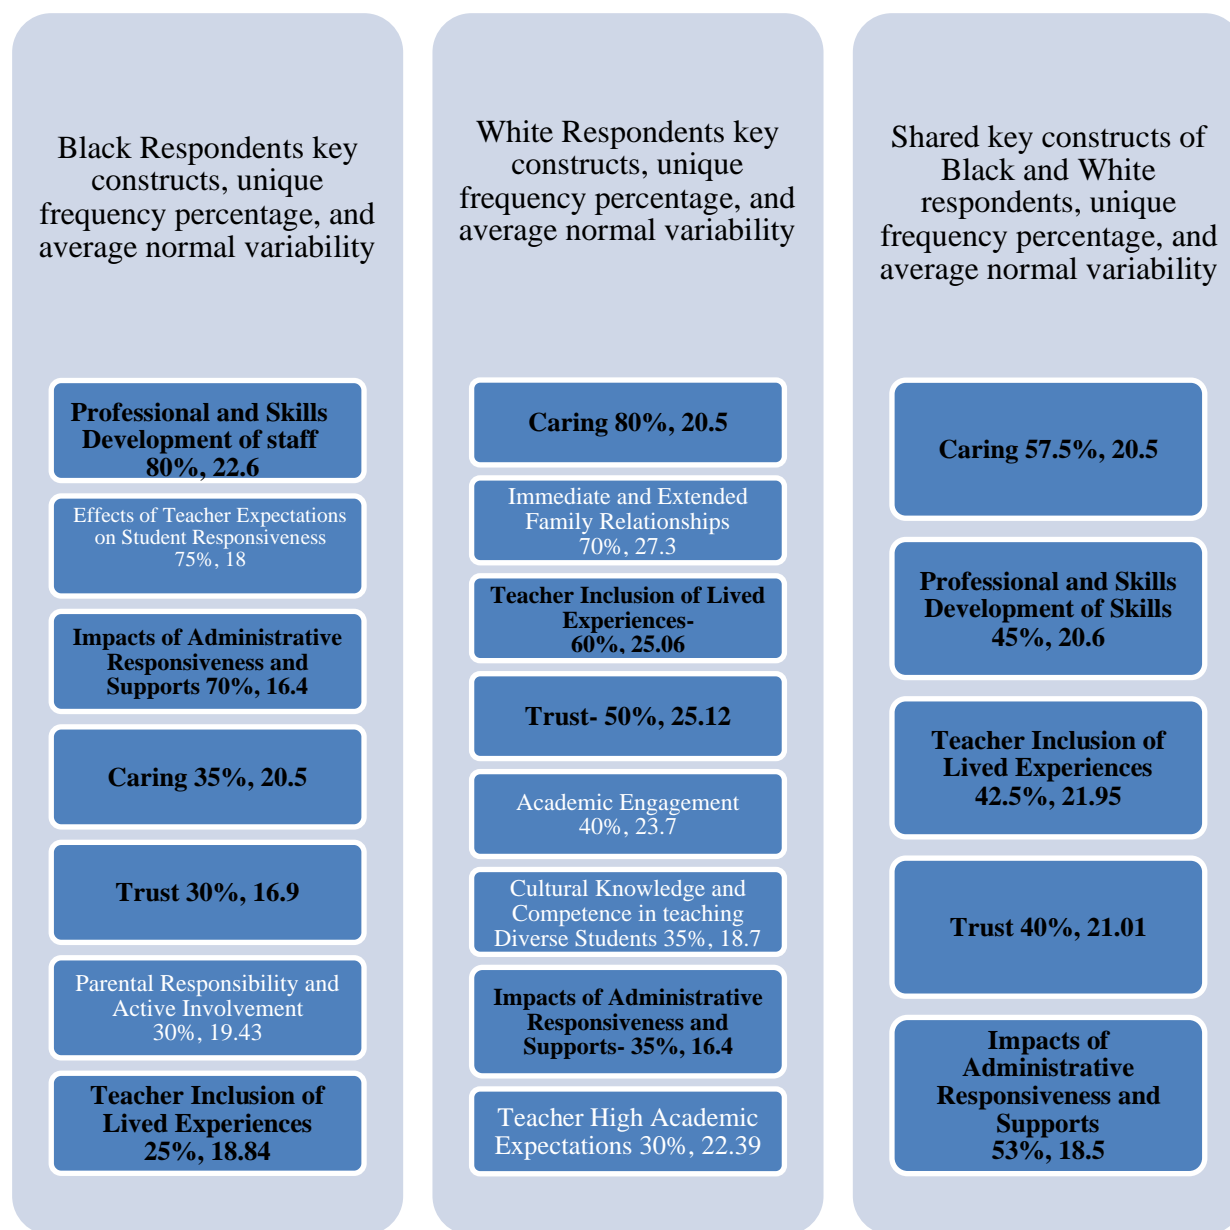 Black Respondents key
constructs, unique
frequency percentage, and
average normal variability
Professional and Skills
Development of staff
80%, 22.6
Effects of Teacher Expectations
on Student Responsiveness
75%, 18
Impacts of Administrative
Responsiveness and
Supports 70%, 16.4
Caring 35%, 20.5
Trust 30%, 16.9
Parental Responsibility and
Active Involvement
30%, 19.43
Teacher Inclusion of
Lived Experiences
25%, 18.84
White Respondents key
constructs, unique
frequency percentage, and
average normal variability
Caring 80%, 20.5
Immediate and Extended
Family Relationships
70%, 27.3
Teacher Inclusion of Lived
Experiences-
60%, 25.06
Trust- 50%, 25.12
Academic Engagement
40%, 23.7
Cultural Knowledge and
Competence in teaching
Diverse Students 35%, 18.7
Impacts of Administrative
Responsiveness and
Supports- 35%, 16.4
Teacher High Academic
Expectations 30%, 22.39
Shared key constructs of
Black and White
respondents, unique
frequency percentage, and
average normal variability
Caring 57.5%, 20.5
Professional and Skills
Development of Skills
45%, 20.6
Teacher Inclusion of
Lived Experiences
42.5%, 21.95
Trust 40%, 21.01
Impacts of
Administrative
Responsiveness and
Supports
53%, 18.5